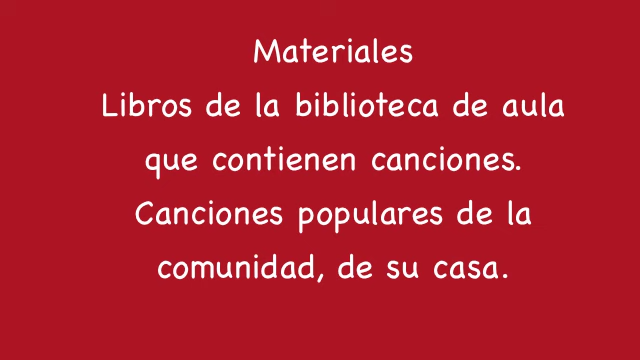 Materiales
Libros de la biblioteca de aula
que contienen canciones.
Canciones populares de la
comunidad, de su casa.